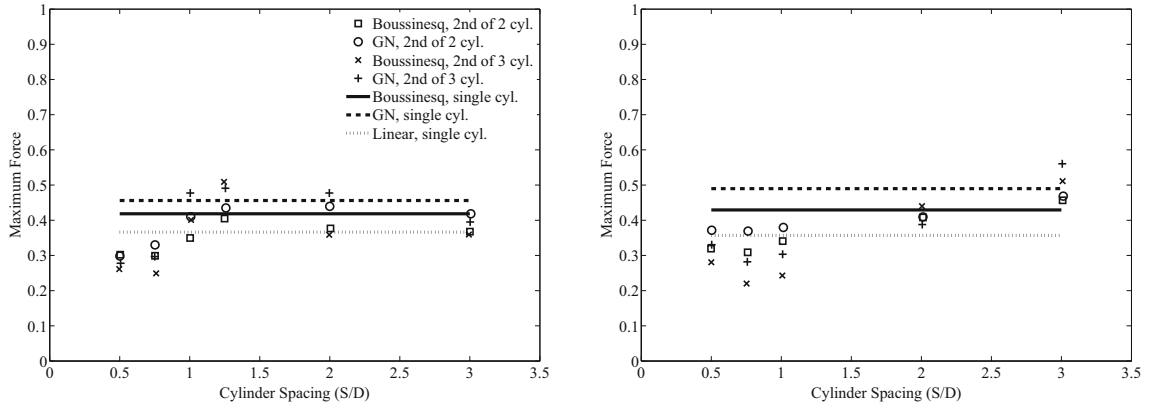 1
0.9
0.8
0.7
0.6
0.5
0.4
0.3
0.2
0.1
0
Maximum Force
Boussinesq, 2nd of 2 cyl.
GN, 2nd of 2 cyl.
Boussinesq, 2nd of 3 cyl.
GN, 2nd of 3 cyl.
Boussinesq, single cyl.
GN, single cyl.
Linear, single cyl.
0 0.5 1 1.5 2 2.5 3 3.5
Cylinder Spacing (S/D)
1
0.9
0.8
0.7
0.6
0.5
0.4
0.3
0.2
0.1
0
Maximum Force
0 0.5 1 1.5 2 2.5 3 3.5
Cylinder Spacing (S/D)